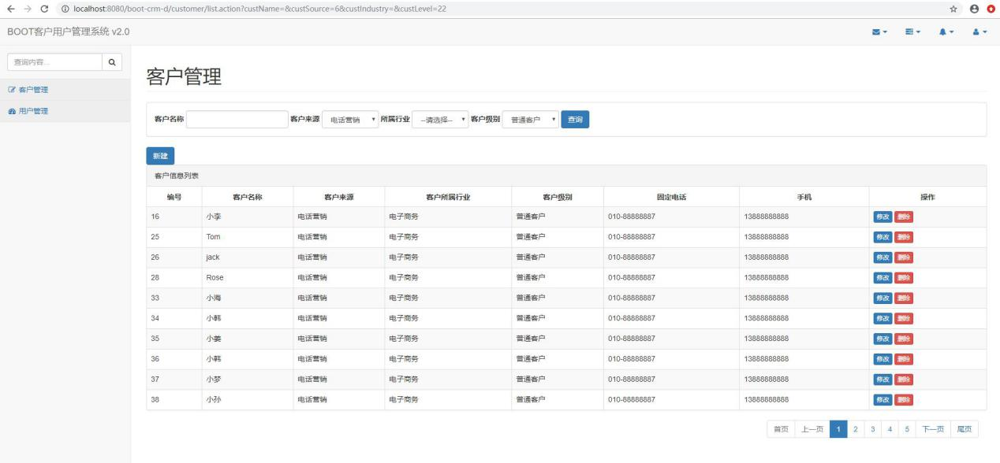 localhost:8080/boot-crm-d/customer/list.action?custName=&custSource=6&custIndustry=&custLevel=22
BOOT客户用户管理系统 v2.0
查询内容...
客户管理
用户管理
客户管理
客户名称 客户来源 电话营销 所属行业 --请选择-- 客户级别 普通客户 查询
新建
客户信息列表
编号 客户名称 客户来源 客户所属行业 客户级别 固定电话 手机 操作
16 小李 电话营销 电子商务 普通客户 010-88888887 13888888888 修改 删除
25 Tom 电话营销 电子商务 普通客户 010-88888887 13888888888 修改 删除
26 jack 电话营销 电子商务 普通客户 010-88888887 13888888888 修改 删除
28 Rose 电话营销 电子商务 普通客户 010-88888887 13888888888 修改 删除
33 小海 电话营销 电子商务 普通客户 010-88888887 13888888888 修改 删除
34 小韩 电话营销 电子商务 普通客户 010-88888887 13888888888 修改 删除
35 小姜 电话营销 电子商务 普通客户 010-88888887 13888888888 修改 删除
36 小韩 电话营销 电子商务 普通客户 010-88888887 13888888888 修改 删除
37 小梦 电话营销 电子商务 普通客户 010-88888887 13888888888 修改 删除
38 小孙 电话营销 电子商务 普通客户 010-88888887 13888888888 修改 删除
首页 上一页 1 2 3 4 5 下一页 尾页